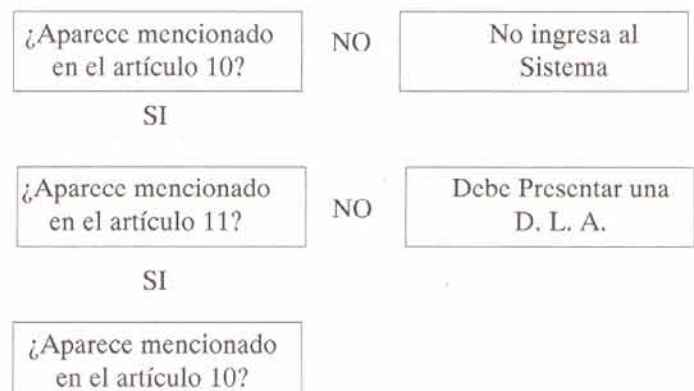 ¿Aparece mencionado
en el artículo 10?
NO
No ingresa al
Sistema
SI
¿Aparece mencionado
en el artículo 11?
NO
Debe Presentar una
D. L. A.
SI
¿Aparece mencionado
en el artículo 10?